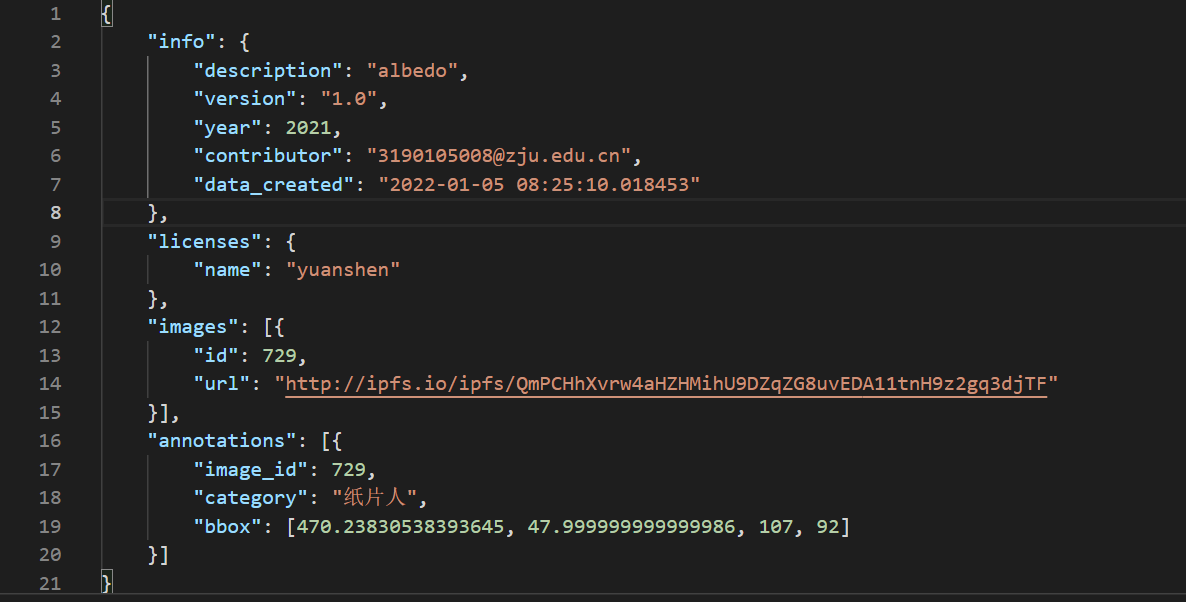 1 {
2 "info": {
3 "description": "albedo",
4 "version": "1.0",
5 "year": 2021,
6 "contributor": "3190105008@zju.edu.cn",
7 "data_created": "2022-01-05 08:25:10.018453"
8 },
9 "licenses": {
10 "name": "yuanshen"
11 },
12 "images": [{
13 "id": 729,
14 "url": "http://ipfs.io/ipfs/QmPCHhXvrw4aHZHMihU9DZqZG8uvEDA11tnH9z2gq3djTF"
15 }],
16 "annotations": [{
17 "image_id": 729,
18 "category": "纸片人",
19 "bbox": [470.23830538393645, 47.999999999999986, 107, 92]
20 }]
21 }